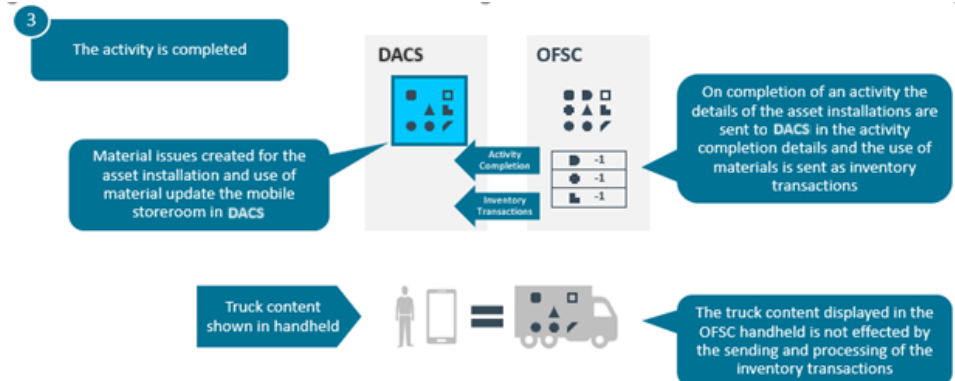 3
The activity is completed
DACS
OFSC
On completion of an activity the
details of the asset installations are
sent to DACS in the activity
completion details and the use of
materials is sent as inventory
transactions
Material issues created for the
asset installation and use of
material update the mobile
storeroom in DACS
Activity
Completion
-1
-1
Inventory
Transactions
-1
Truck content
shown in handheld
The truck content displayed in the
OFSC handheld is not effected by
the sending and processing of the
inventory transactions